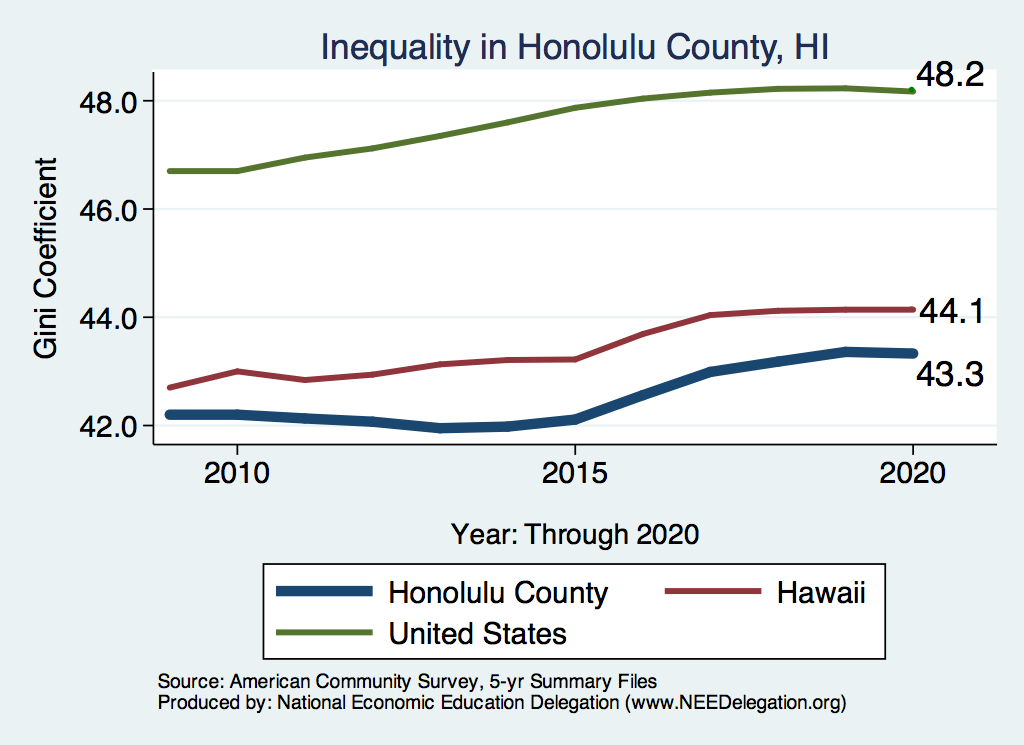 Inequality in Honolulu County, HI
48.2
48.0
46.0
44.0
44.1
43.3
42.0
Gini Coefficient
2010 2015 2020
Year: Through 2020
Honolulu County Hawaii
United States
Source: American Community Survey, 5-yr Summary Files
Produced by: National Economic Education Delegation (www.NEEDelegation.org)